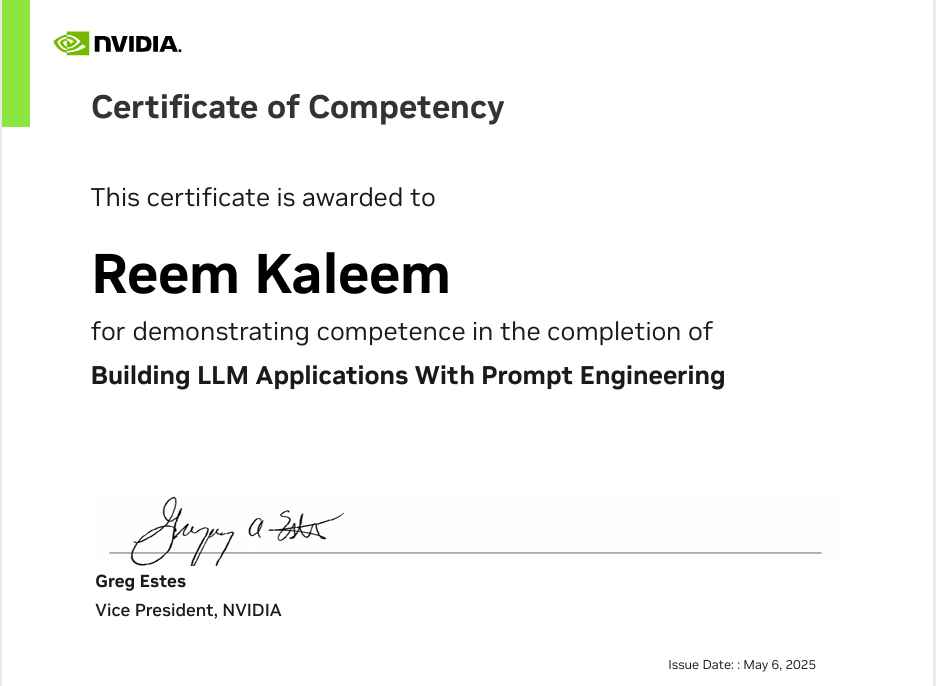 NVIDIA.
Certificate of Competency
This certificate is awarded to
Reem Kaleem
for demonstrating competence in the completion of
Building LLM Applications With Prompt Engineering
Gregory A Estes
Greg Estes
Vice President, NVIDIA
Issue Date: : May 6, 2025